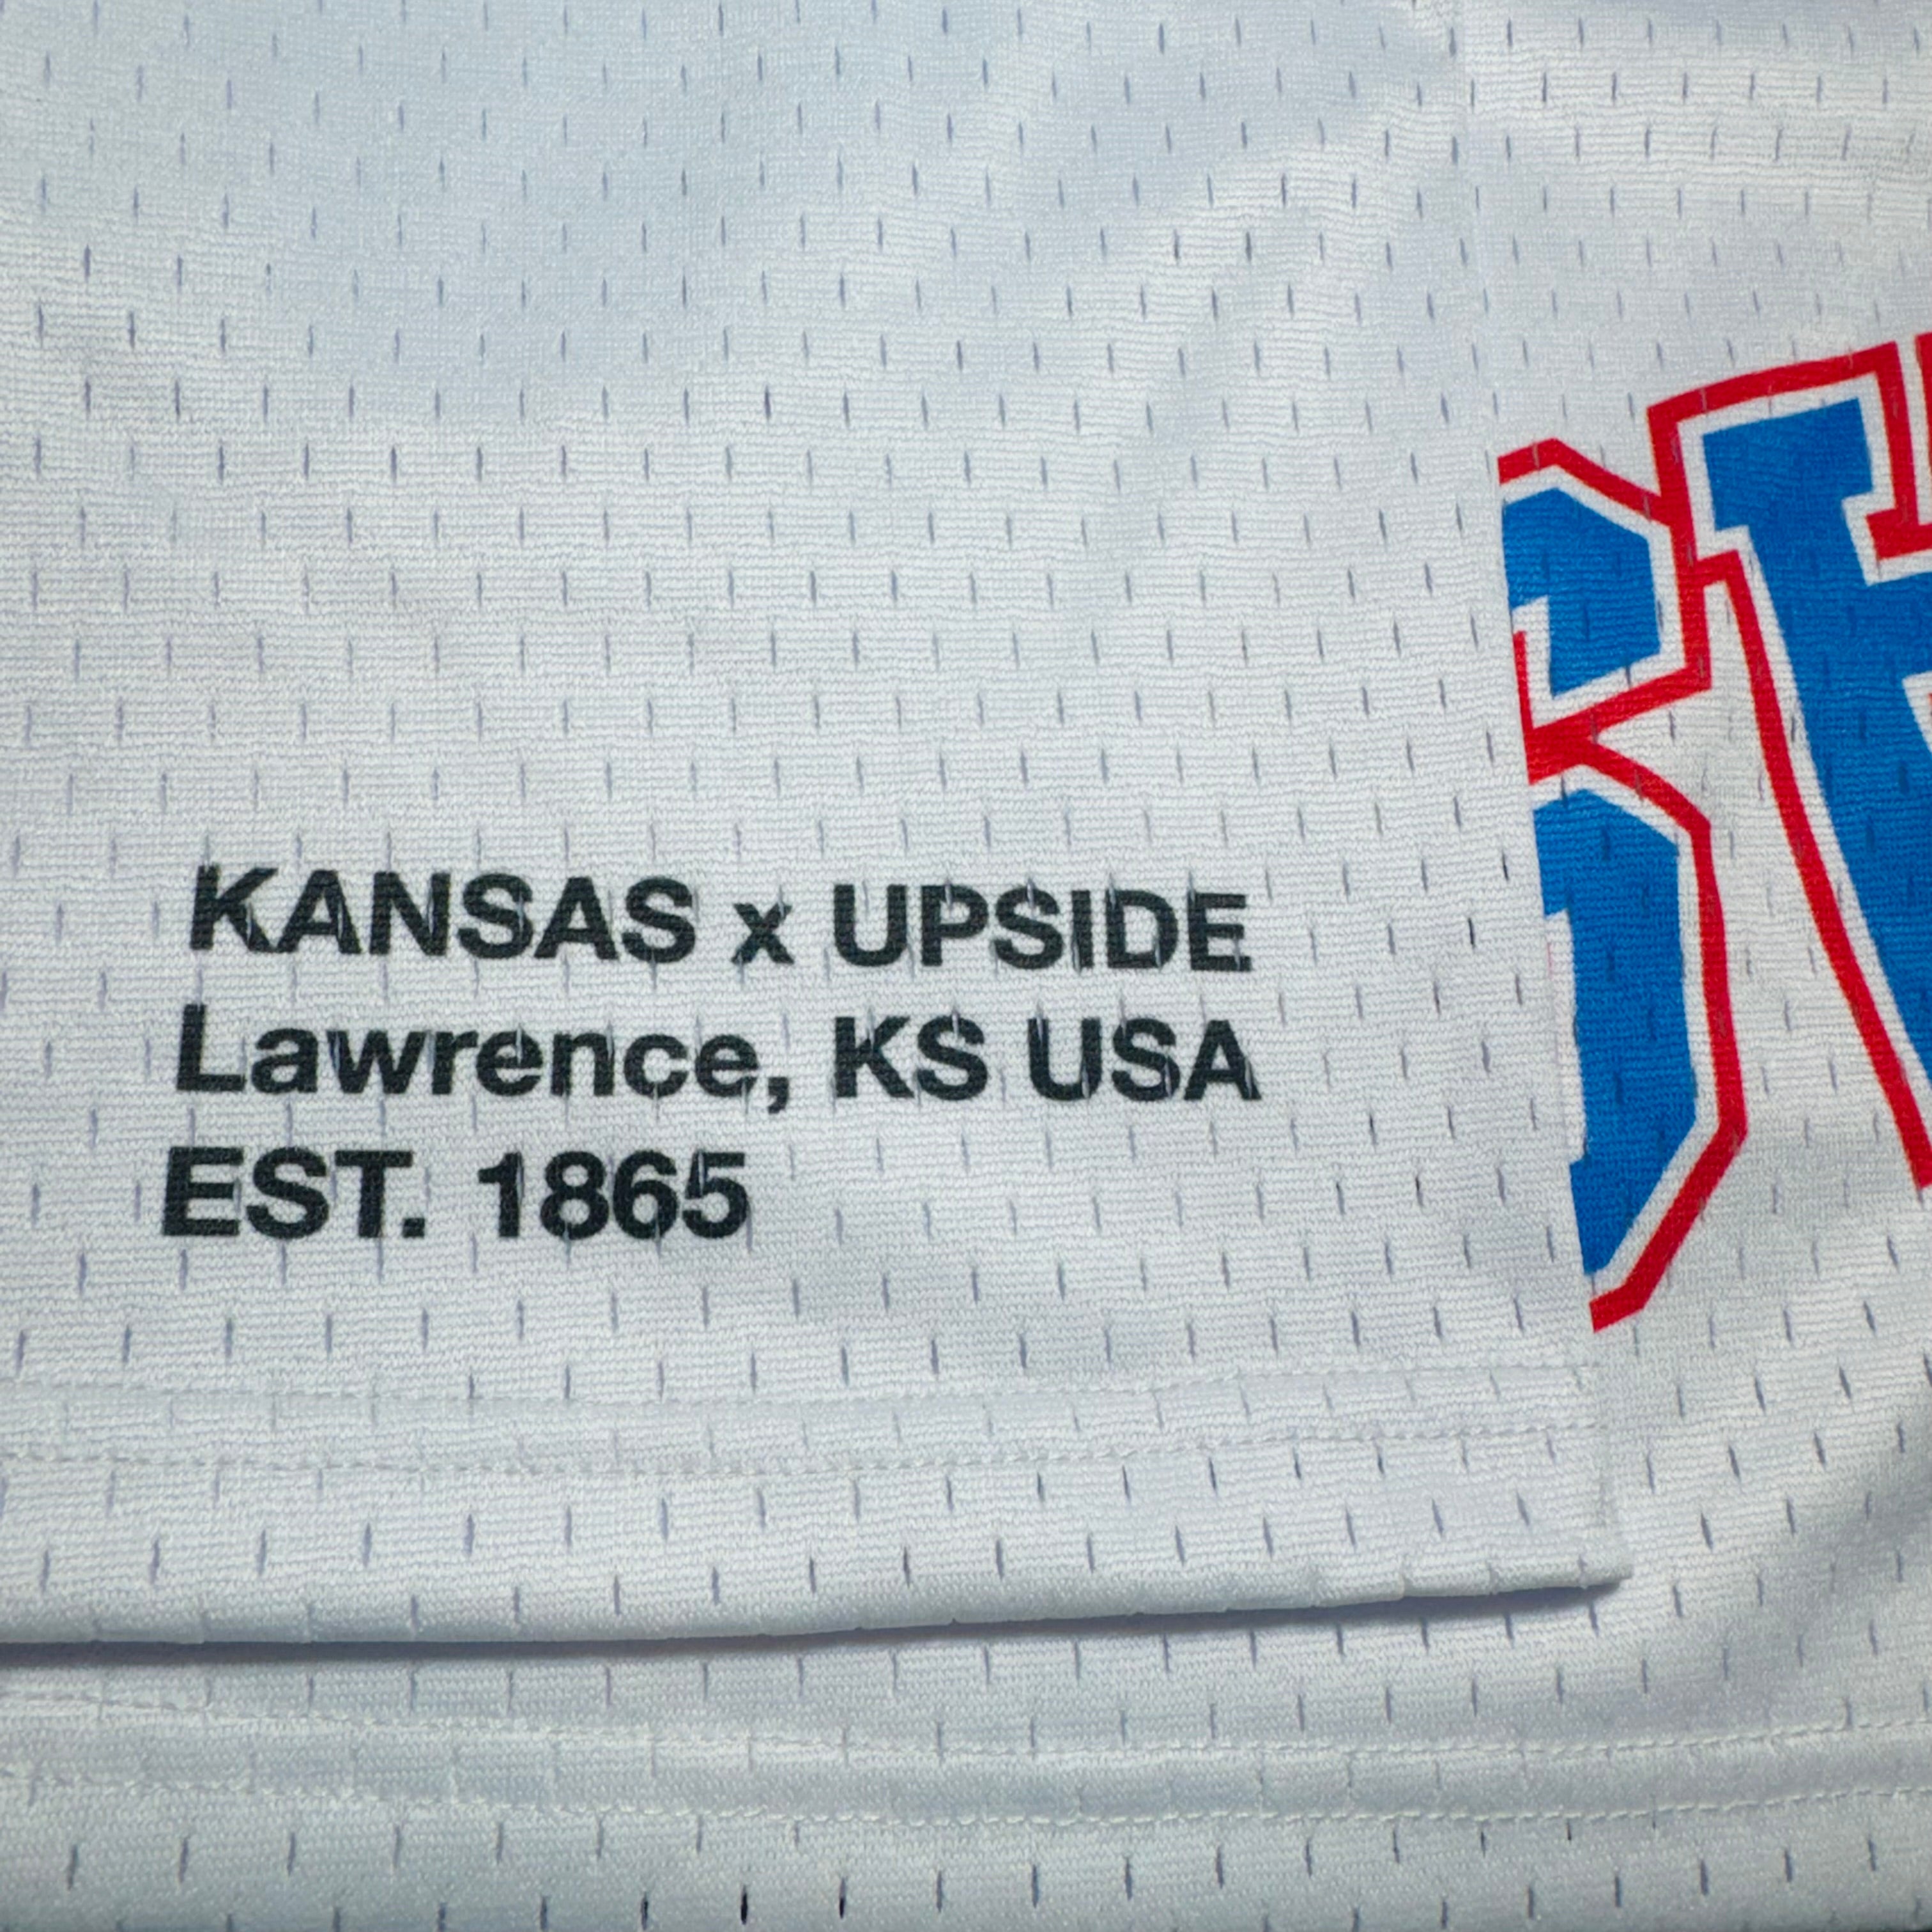 KANSAS x UPSIDE
Lawrence, KS USA
EST. 1865